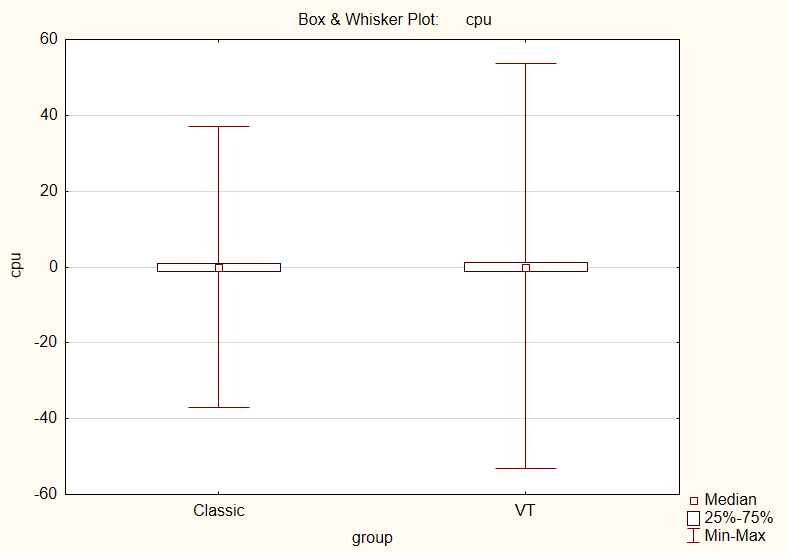 Box & Whisker Plot: cpu
60
40
20
0
-20
-40
-60
cpu
Classic VT
group
Median
25%-75%
Min-Max